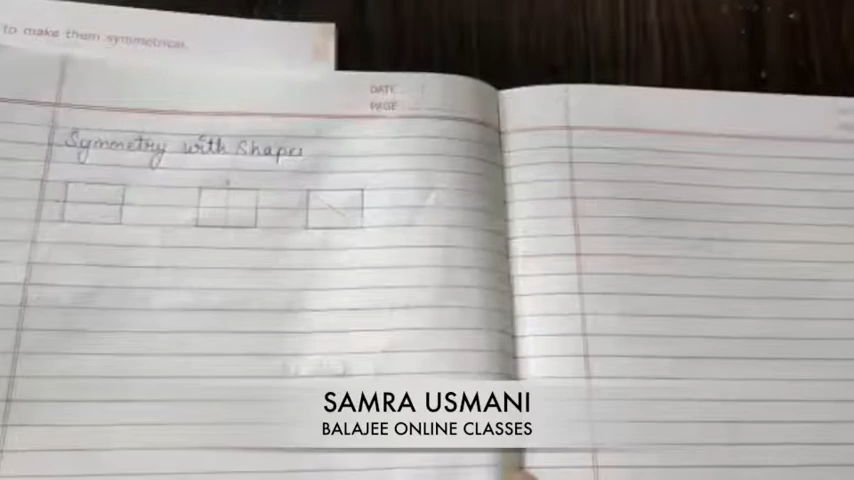 to make them symmetrical.
DATE
PAGE
Symmetry with Shapes
SAMRA USMANI
BALAJEE ONLINE CLASSES